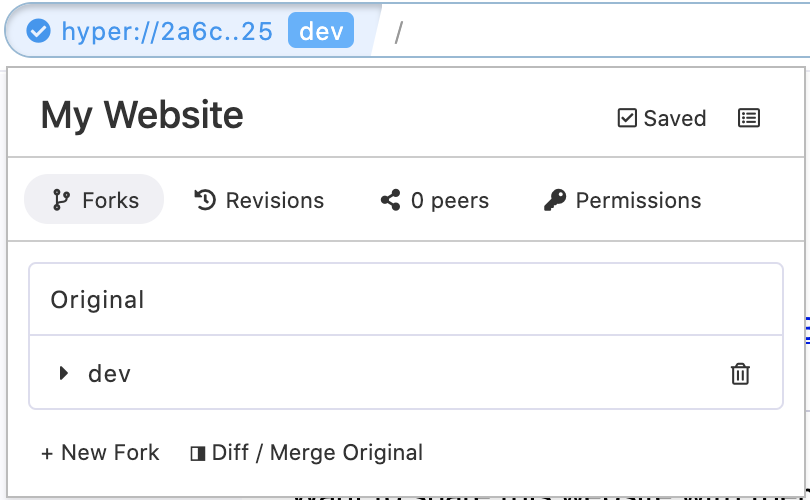 hyper://2a6c..25 dev /
My Website
Saved
Forks Revisions 0 peers Permissions
Original
dev
+ New Fork Diff / Merge Original